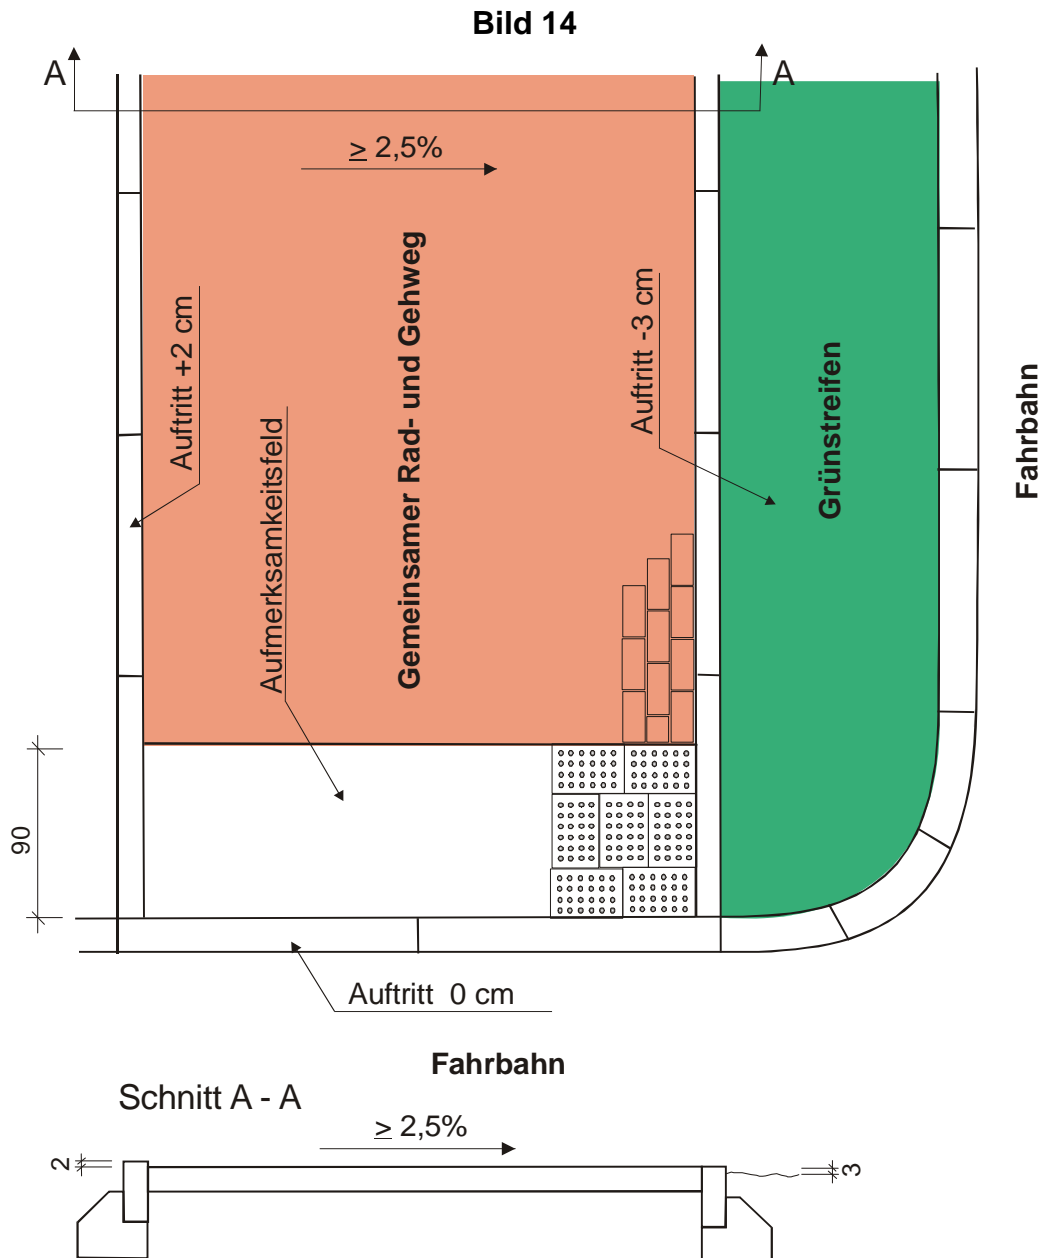 Bild 14
A
A
≥ 2,5%
Auftritt +2 cm
Aufmerksamkeitsfeld
Gemeinsamer Rad- und Gehweg
Auftritt -3 cm
Grünstreifen
Fahrbahn
90
Auftritt 0 cm
Fahrbahn
Schnitt A - A
≥ 2,5%
2
3